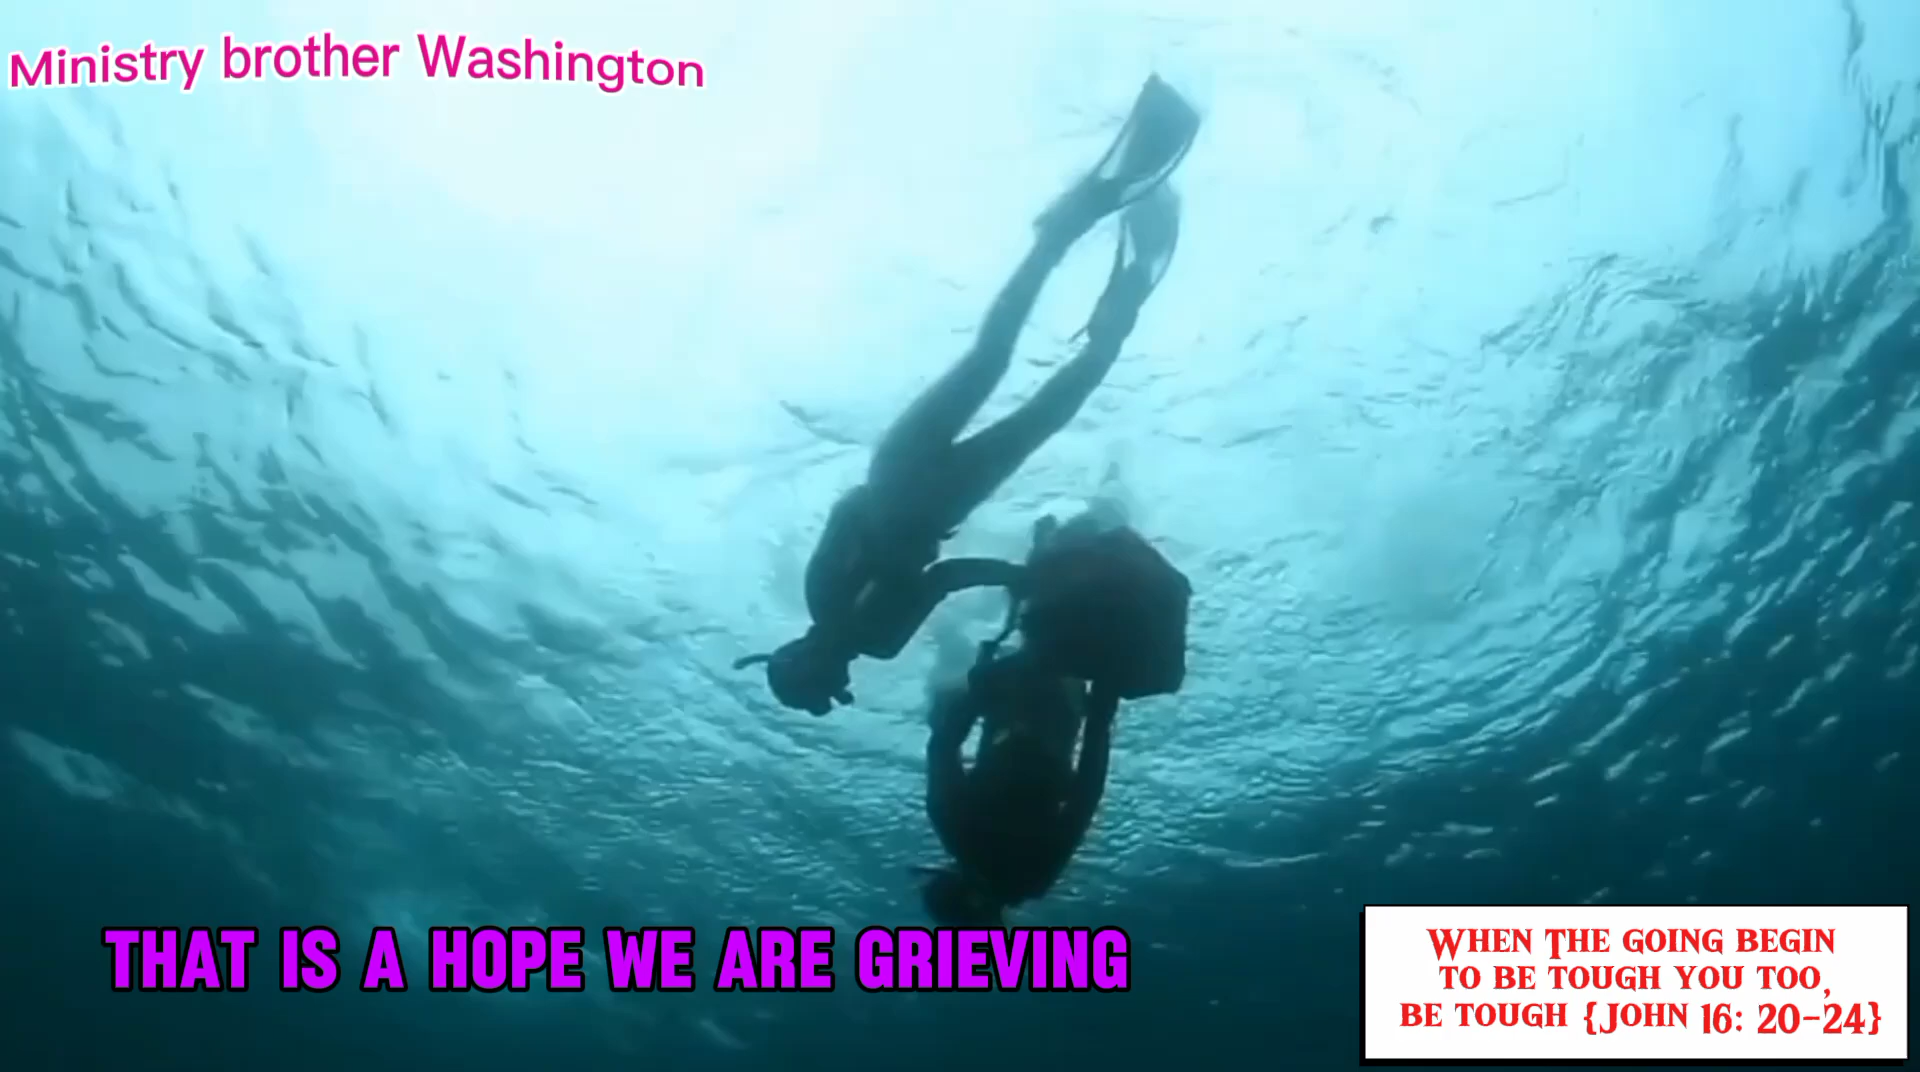 Ministry brother Washington
THAT IS A HOPE WE ARE GRIEVING
WHEN THE GOING BEGIN
TO BE TOUGH YOU TOO,
BE TOUGH {JOHN 16: 20-24}